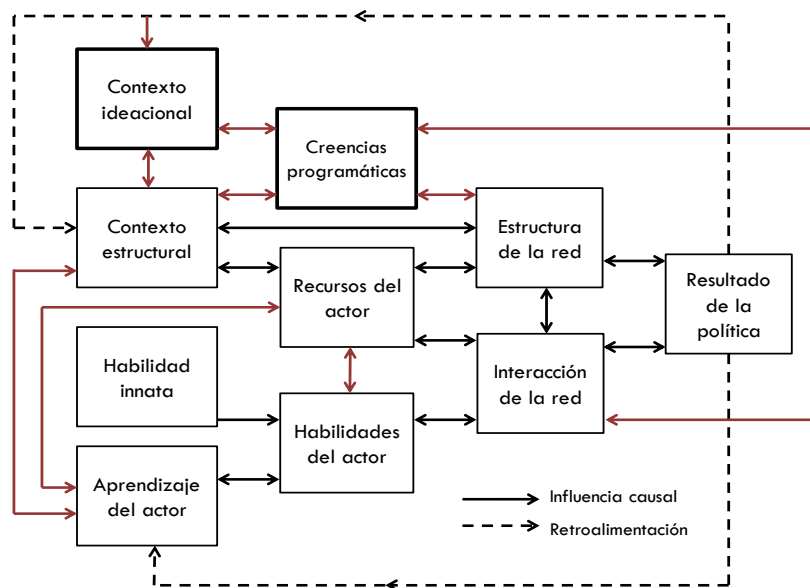 Contexto
ideacional
Creencias
programáticas
Contexto
estructural
Estructura
de la red
Recursos del
actor
Resultado
de la
política
Habilidad
innata
Interacción
de la red
Habilidades
del actor
Aprendizaje
del actor
Influencia causal
Retroalimentación